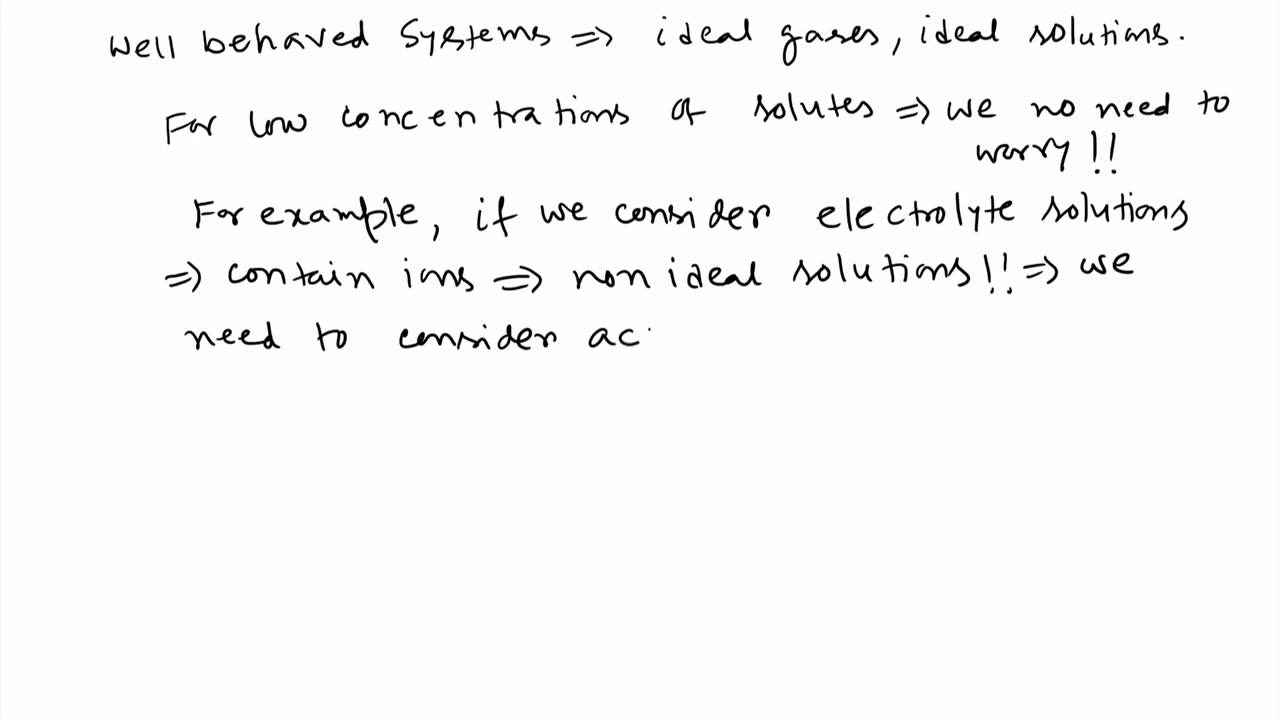 Well behaved Systems => ideal gases, ideal solutions.
For low concentrations of solutes => we no need to
worry!!
For example, if we consider electrolyte solutions
=> contain ions => non ideal solutions!! => we
need to consider ac